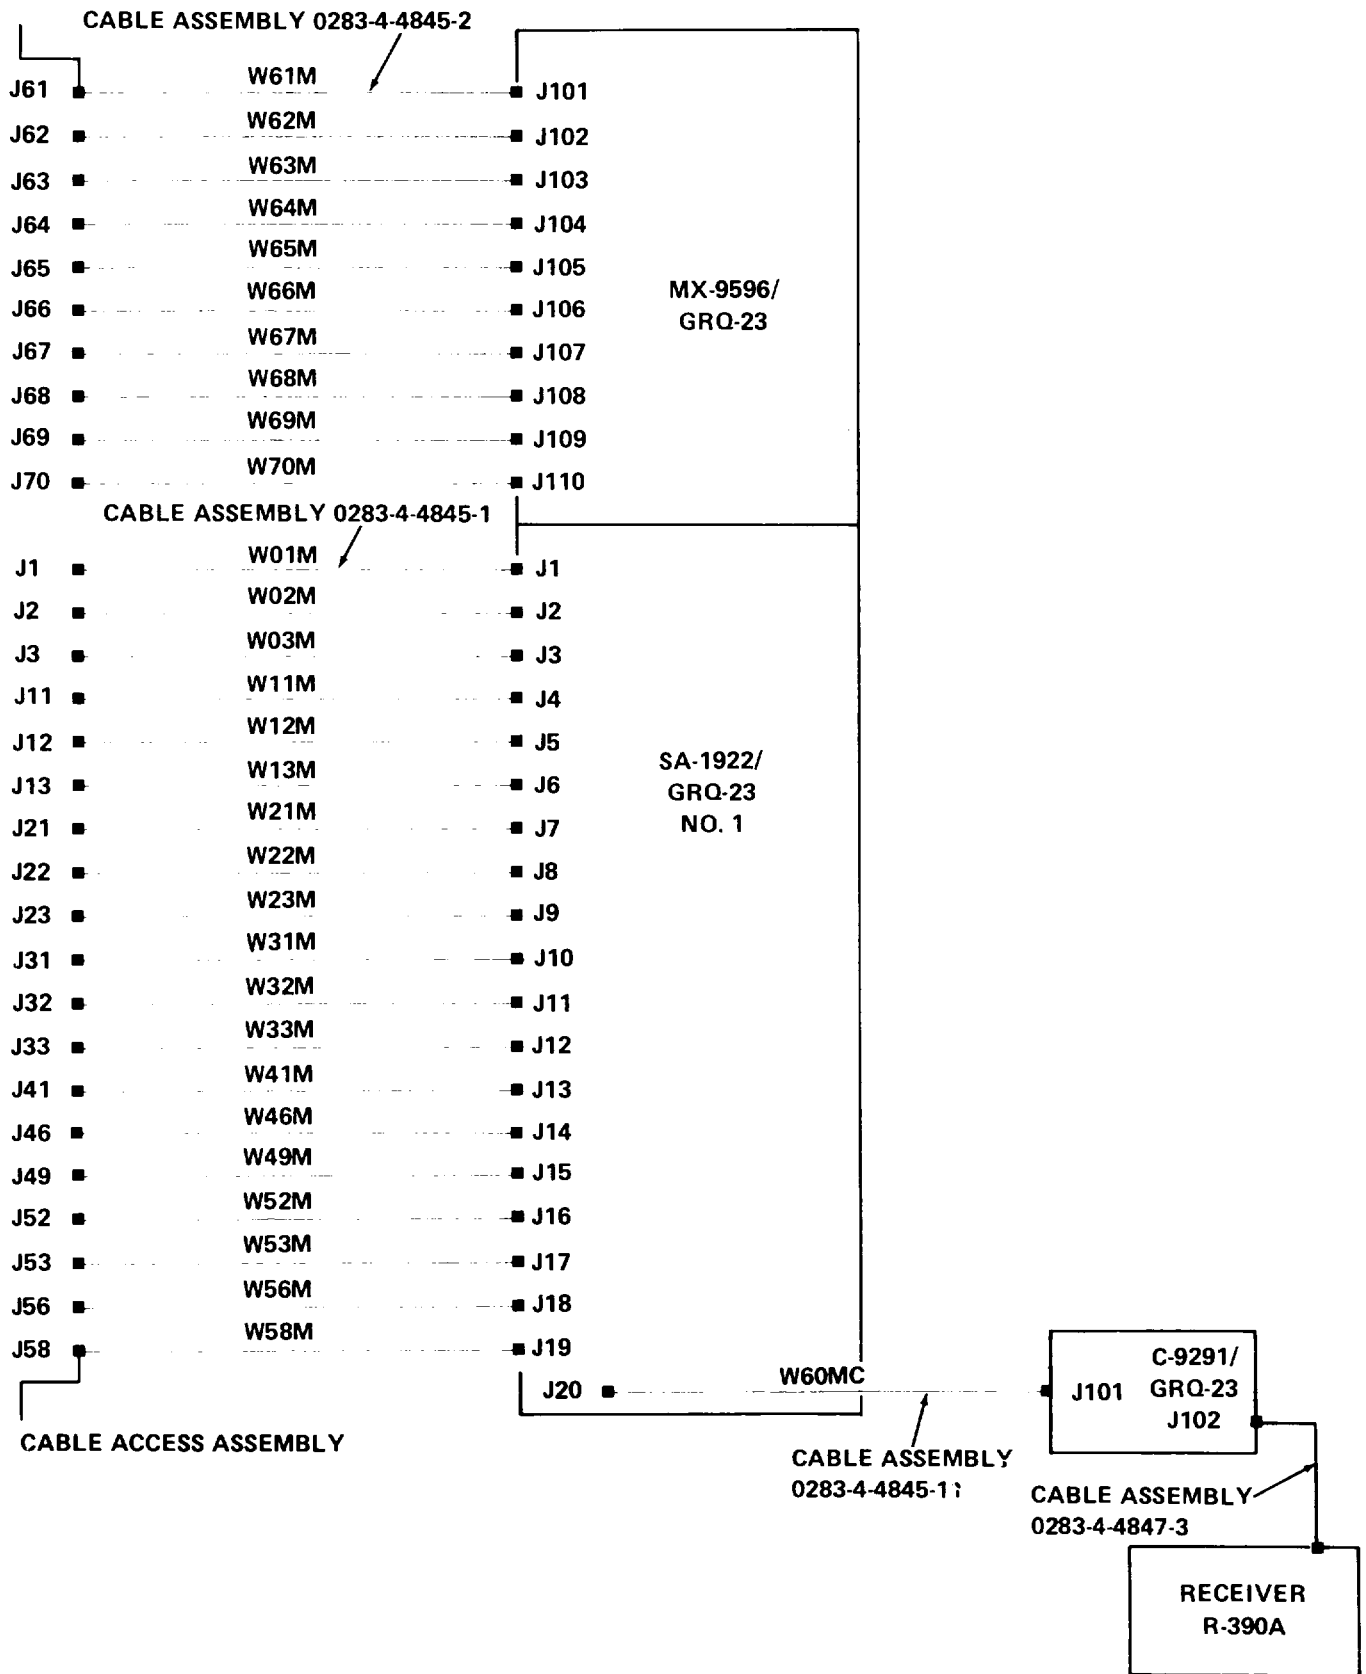 CABLE ASSEMBLY 0283-4-4845-2
J61 W61M J101
J62 W62M J102
J63 W63M J103
J64 W64M J104
J65 W65M J105
J66 W66M J106
MX-9596/
GRQ-23
J67 W67M J107
J68 W68M J108
J69 W69M J109
J70 W70M J110
CABLE ASSEMBLY 0283-4-4845-1
J1 W01M J1
J2 W02M J2
J3 W03M J3
J11 W11M J4
J12 W12M J5
J13 W13M J6
SA-1922/
GRQ-23
NO. 1
J21 W21M J7
J22 W22M J8
J23 W23M J9
J31 W31M J10
J32 W32M J11
J33 W33M J12
J41 W41M J13
J46 W46M J14
J49 W49M J15
J52 W52M J16
J53 W53M J17
J56 W56M J18
J58 W58M J19
J20 W60MC J101
C-9291/
GRQ-23
J102
CABLE ACCESS ASSEMBLY
CABLE ASSEMBLY
CABLE ASSEMBLY
0283-4-4847-3
RECEIVER
R-390A